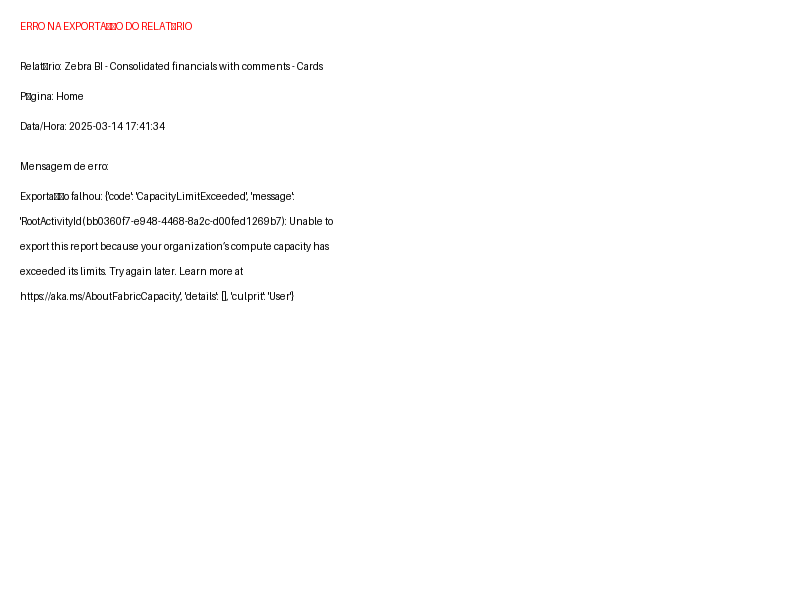 ERRO NA EXPORTA▯▯O DO RELAT▯RIO
Relat▯rio: Zebra BI - Consolidated financials with comments - Cards
P▯gina: Home
Data/Hora: 2025-03-14 17:41:34
Mensagem de erro:
Exporta▯▯o falhou: {'code': 'CapacityLimitExceeded', 'message':
'RootActivityId(bb0360f7-e948-4468-8a2c-d00fed1269b7): Unable to
export this report because your organization’s compute capacity has
exceeded its limits. Try again later. Learn more at
https://aka.ms/AboutFabricCapacity', 'details': [], 'culprit': 'User'}